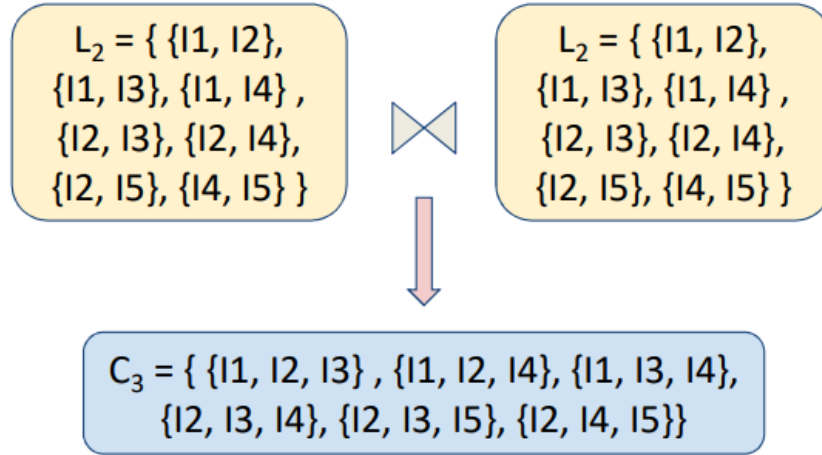 L₂ = { {I1, I2},
{I1, I3}, {I1, I4} ,
{I2, I3}, {I2, I4},
{I2, I5}, {I4, I5} }
L₂ = { {I1, I2},
{I1, I3}, {I1, I4} ,
{I2, I3}, {I2, I4},
{I2, I5}, {I4, I5} }
C₃ = { {I1, I2, I3} , {I1, I2, I4}, {I1, I3, I4},
{I2, I3, I4}, {I2, I3, I5}, {I2, I4, I5}}